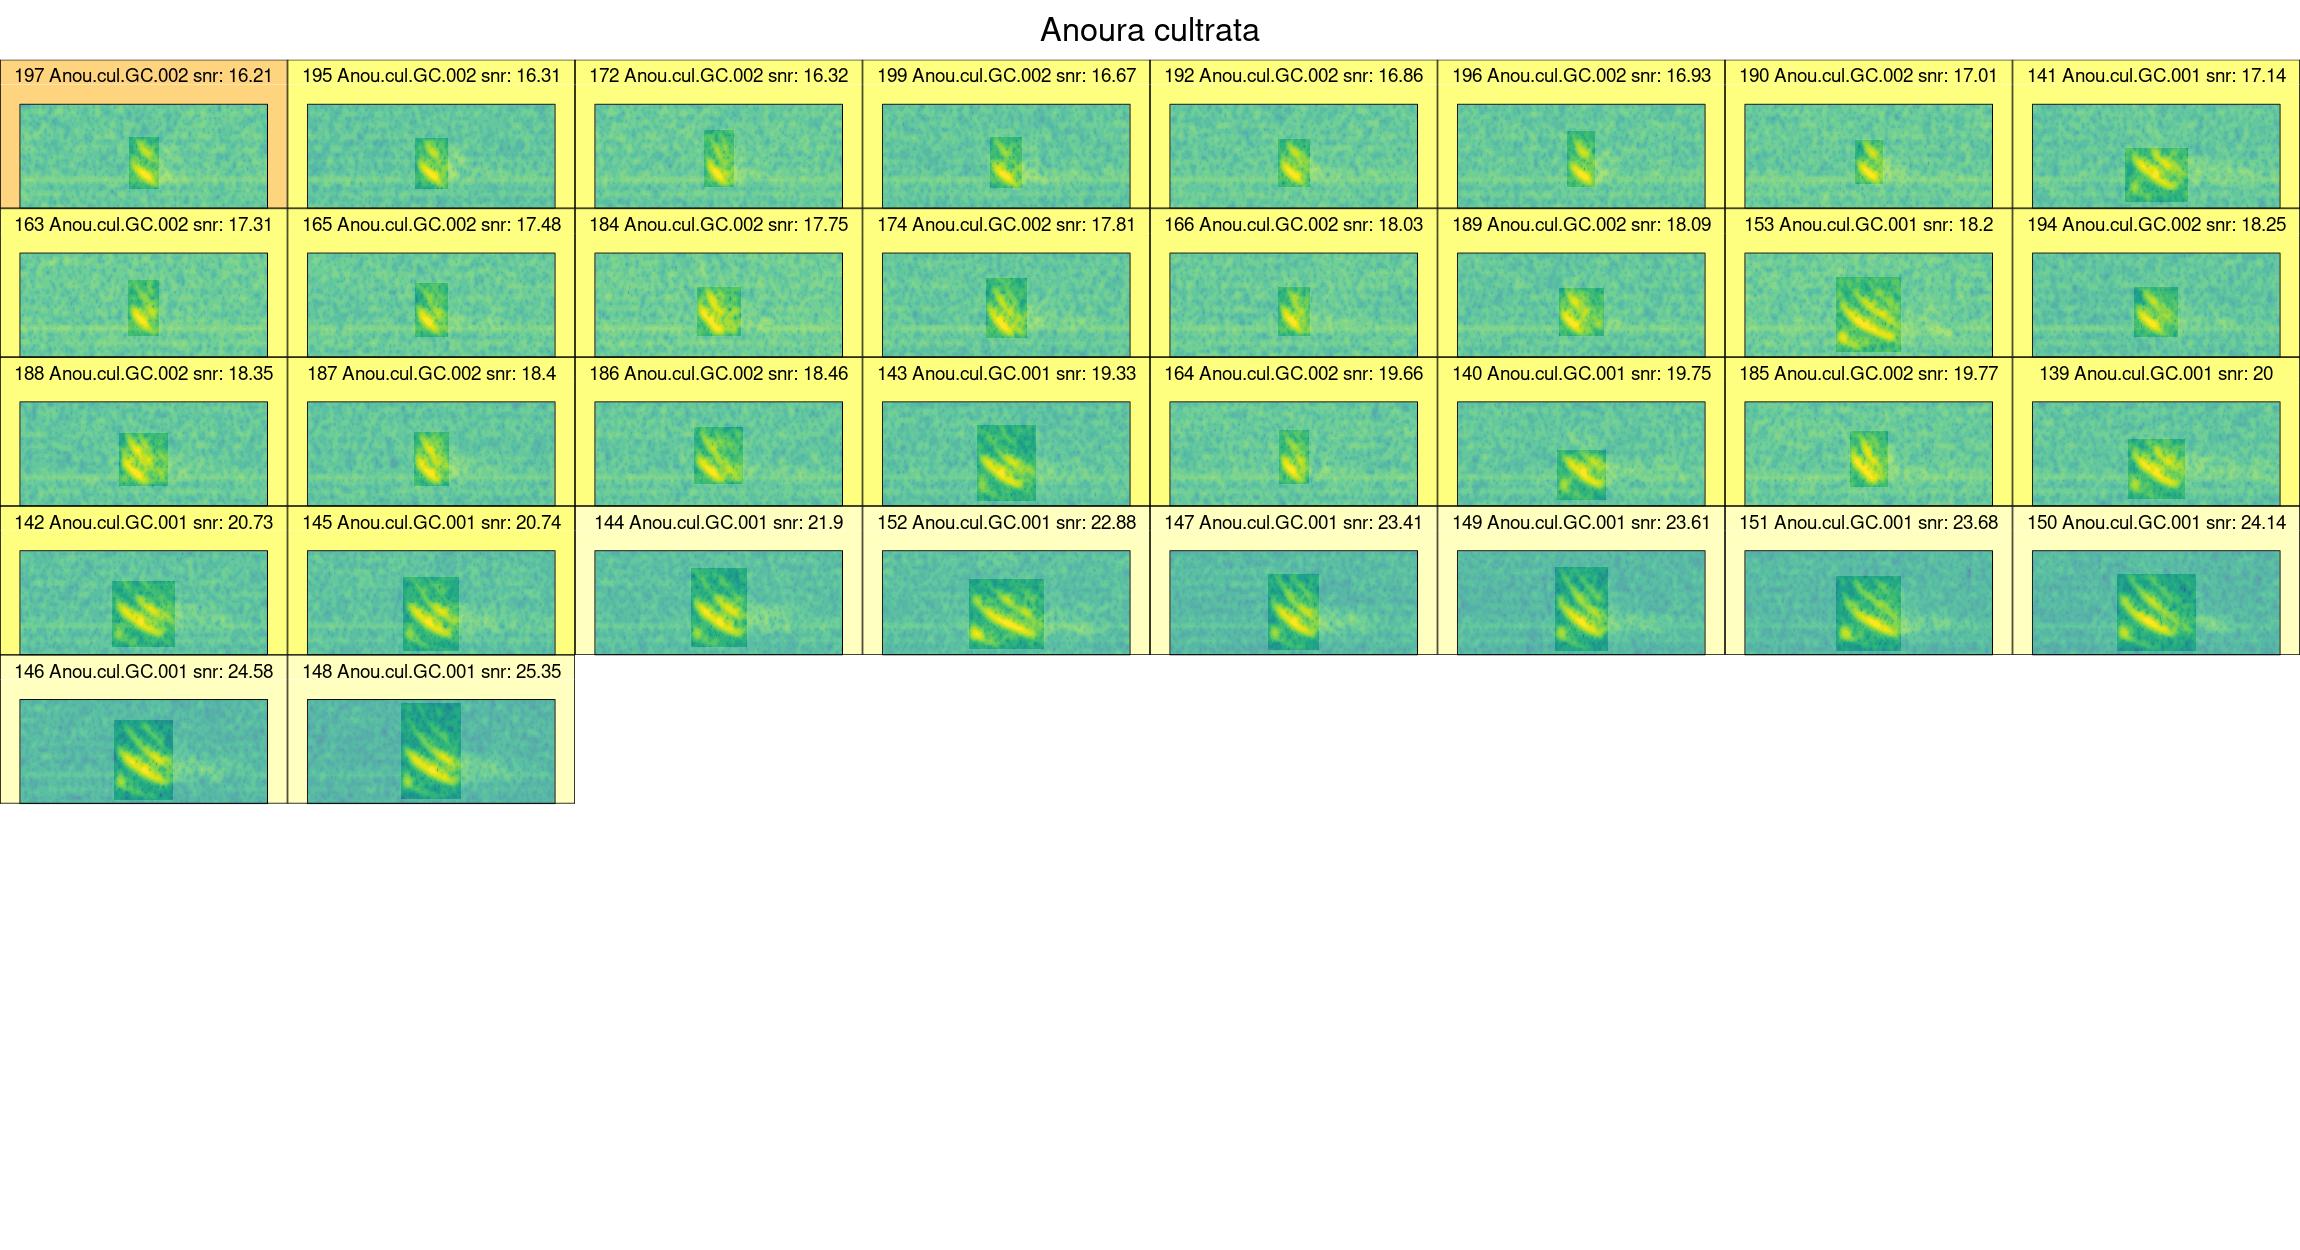 Anoura cultrata
197 Anou.cul.GC.002 snr: 16.21
195 Anou.cul.GC.002 snr: 16.31
172 Anou.cul.GC.002 snr: 16.32
199 Anou.cul.GC.002 snr: 16.67
192 Anou.cul.GC.002 snr: 16.86
196 Anou.cul.GC.002 snr: 16.93
190 Anou.cul.GC.002 snr: 17.01
141 Anou.cul.GC.001 snr: 17.14
163 Anou.cul.GC.002 snr: 17.31
165 Anou.cul.GC.002 snr: 17.48
184 Anou.cul.GC.002 snr: 17.75
174 Anou.cul.GC.002 snr: 17.81
166 Anou.cul.GC.002 snr: 18.03
189 Anou.cul.GC.002 snr: 18.09
153 Anou.cul.GC.001 snr: 18.2
194 Anou.cul.GC.002 snr: 18.25
188 Anou.cul.GC.002 snr: 18.35
187 Anou.cul.GC.002 snr: 18.4
186 Anou.cul.GC.002 snr: 18.46
143 Anou.cul.GC.001 snr: 19.33
164 Anou.cul.GC.002 snr: 19.66
140 Anou.cul.GC.001 snr: 19.75
185 Anou.cul.GC.002 snr: 19.77
139 Anou.cul.GC.001 snr: 20
142 Anou.cul.GC.001 snr: 20.73
145 Anou.cul.GC.001 snr: 20.74
144 Anou.cul.GC.001 snr: 21.9
152 Anou.cul.GC.001 snr: 22.88
147 Anou.cul.GC.001 snr: 23.41
149 Anou.cul.GC.001 snr: 23.61
151 Anou.cul.GC.001 snr: 23.68
150 Anou.cul.GC.001 snr: 24.14
146 Anou.cul.GC.001 snr: 24.58
148 Anou.cul.GC.001 snr: 25.35